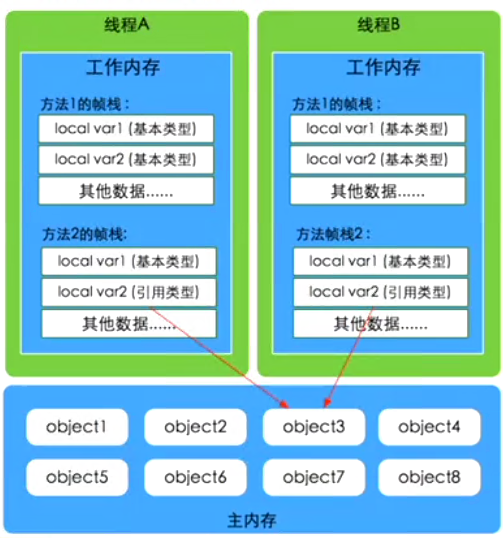 线程A
工作内存
方法1的帧栈：
local var1 (基本类型)
local var2 (基本类型)
其他数据......
方法2的帧栈:
local var1 (基本类型)
local var2 (引用类型)
其他数据......
线程B
工作内存
方法1的帧栈：
local var1 (基本类型)
local var2 (基本类型)
其他数据......
方法帧栈2：
local var1 (基本类型)
local var2 (引用类型)
其他数据......
object1 object2 object3 object4
object5 object6 object7 object8
主内存